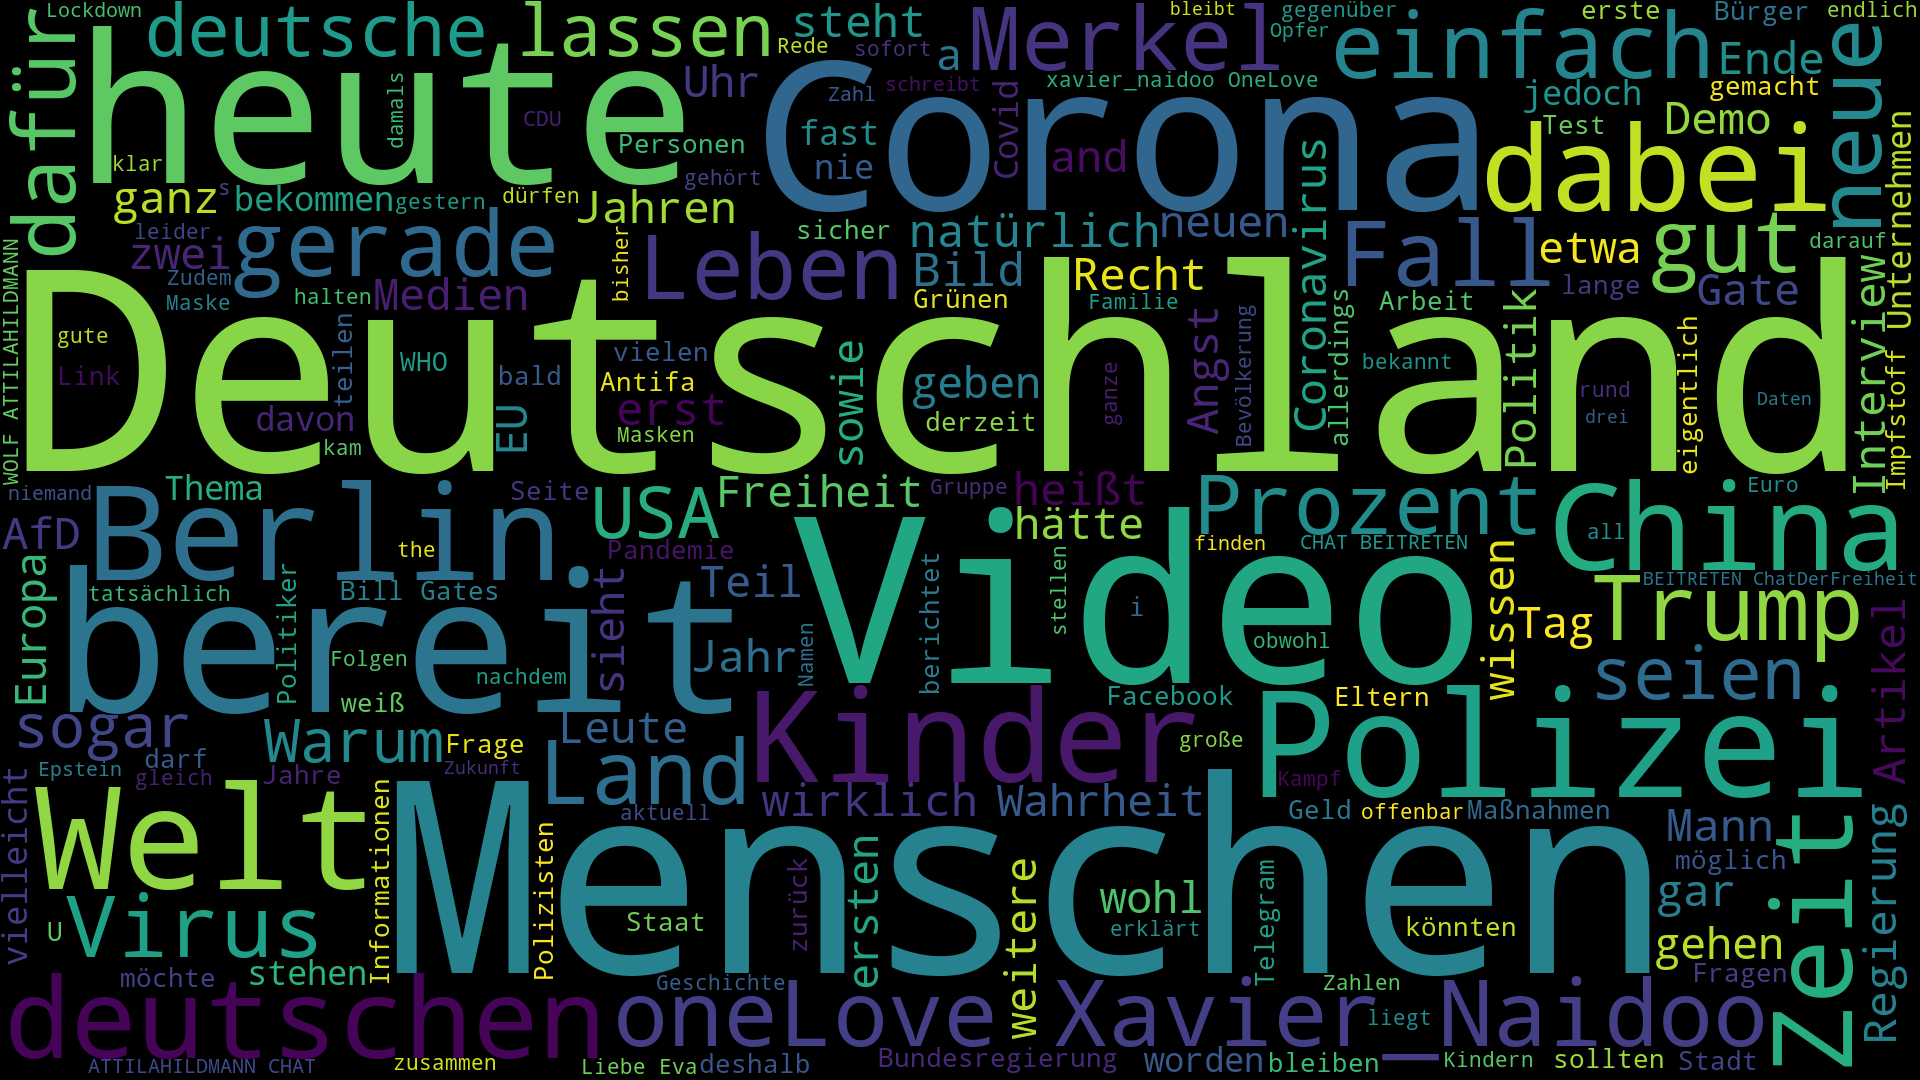 Lockdown
deutsche
lassen
steht
Rede
sofort
a
Merkel
bleibt
gegenüber
Opfer
einfach
erste
Bürger
Ende
endlich
neue
dafür
heute
damals
CDU
klar
Uhr
Personen
gehört
Zahl
schreibt
fast
nie
Corona
Covid
xavier_naidoo OneLove
and
jedoch
gemacht
Test
Demo
dabei
Unternehmen
ganz
s
bekommen
gestern
dürfen
Jahren
leider
zwei
gerade
Zudem
Maske
halten
Medien
bisher
Leben
sicher
natürlich
neuen
Bild
Grünen
Recht
Familie
Coronavirus
Fall
etwa
gut
darauf
lange
Gate
Arbeit
Interview
WOLF ATTILAHILDMANN
Deutschland
gute
Link
teilen
WHO
bald
vielen
Antifa
erst
Masken
davon
kam
EU
sowie
geben
derzeit
ganze
Angst
Bevölkerung
allerdings
bekannt
Politik
rund
drei
eigentlich
Daten
Impfstoff
niemand
Thema
AfD
Berlin
Seite
USA
Freiheit
Gruppe
heißt
hätte
Prozent
China
Euro
all
the
Pandemie
finden
CHAT BEITRETEN
BEITRETEN ChatDerFreiheit
Europa
bereit
tatsächlich
Politiker
Bill Gates
Folgen
weiß
nachdem
sieht
Teil
Jahr
Namen
Video
berichtet
stellen
i
obwohl
wissen
Tag
Trump
seien
Artikel
sogar
darf
Warum
Frage
Leute
Kinder
Facebook
Eltern
große
Polizei
Kampf
Epstein
gleich
Jahre
Zukunft
Land
aktuell
wirklich
Wahrheit
Geld
offenbar
Maßnahmen
Mann
möglich
Regierung
vielleicht
Welt
Informationen
Menschen
Polizisten
Staat
zurück
ersten
weitere
wohl
erklärt
Telegram
könnten
gar
gehen
Fragen
Zeit
U
Virus
möchte
stehen
Geschichte
Zahlen
deutschen
oneLove
Xavier_Naidoo
liegt
ATTILAHILDMANN CHAT
zusammen
Liebe Eva
deshalb
Bundesregierung
worden
bleiben
Kindern
sollten
Stadt